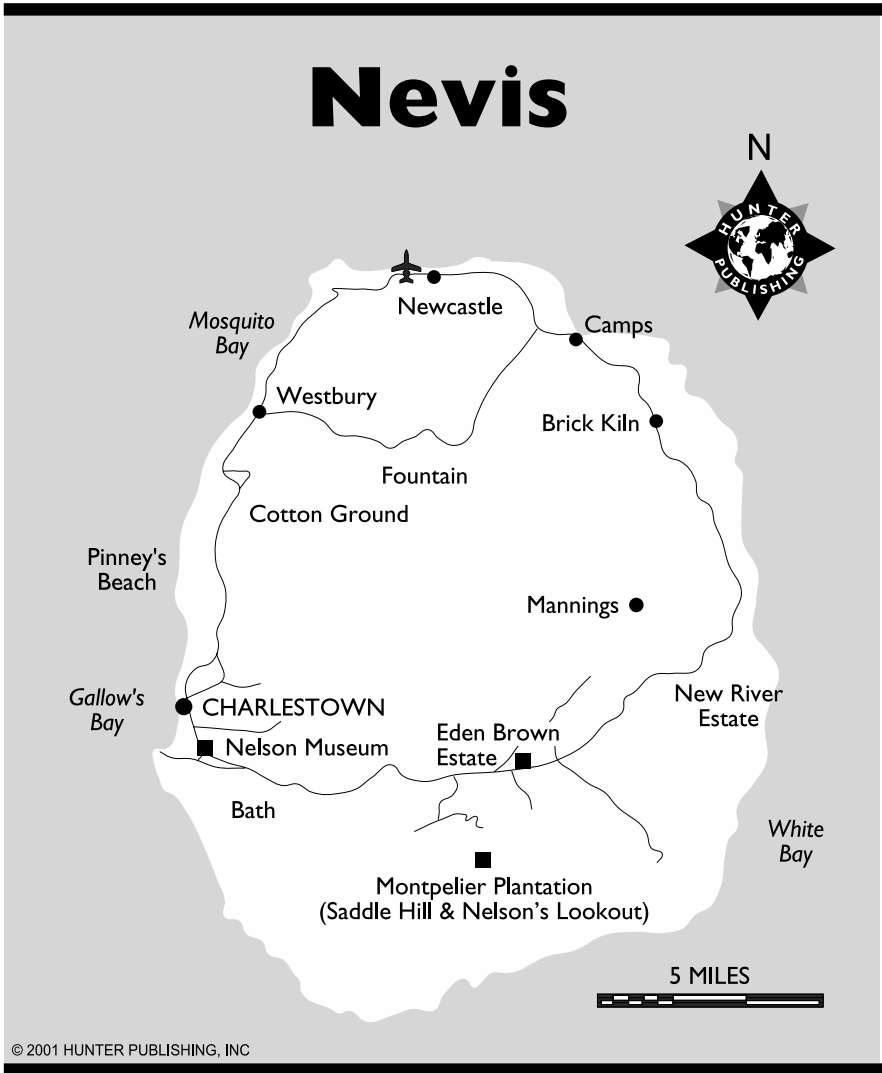 Nevis
N
HUNTER
PUBLISHING
Newcastle
Camps
Mosquito
Bay
Westbury
Brick Kiln
Fountain
Cotton Ground
Pinney's
Beach
Mannings
Gallow's
Bay
CHARLESTOWN
New River
Estate
Nelson Museum
Eden Brown
Estate
Bath
White
Bay
Montpelier Plantation
(Saddle Hill & Nelson’s Lookout)
5 MILES
© 2001 HUNTER PUBLISHING, INC